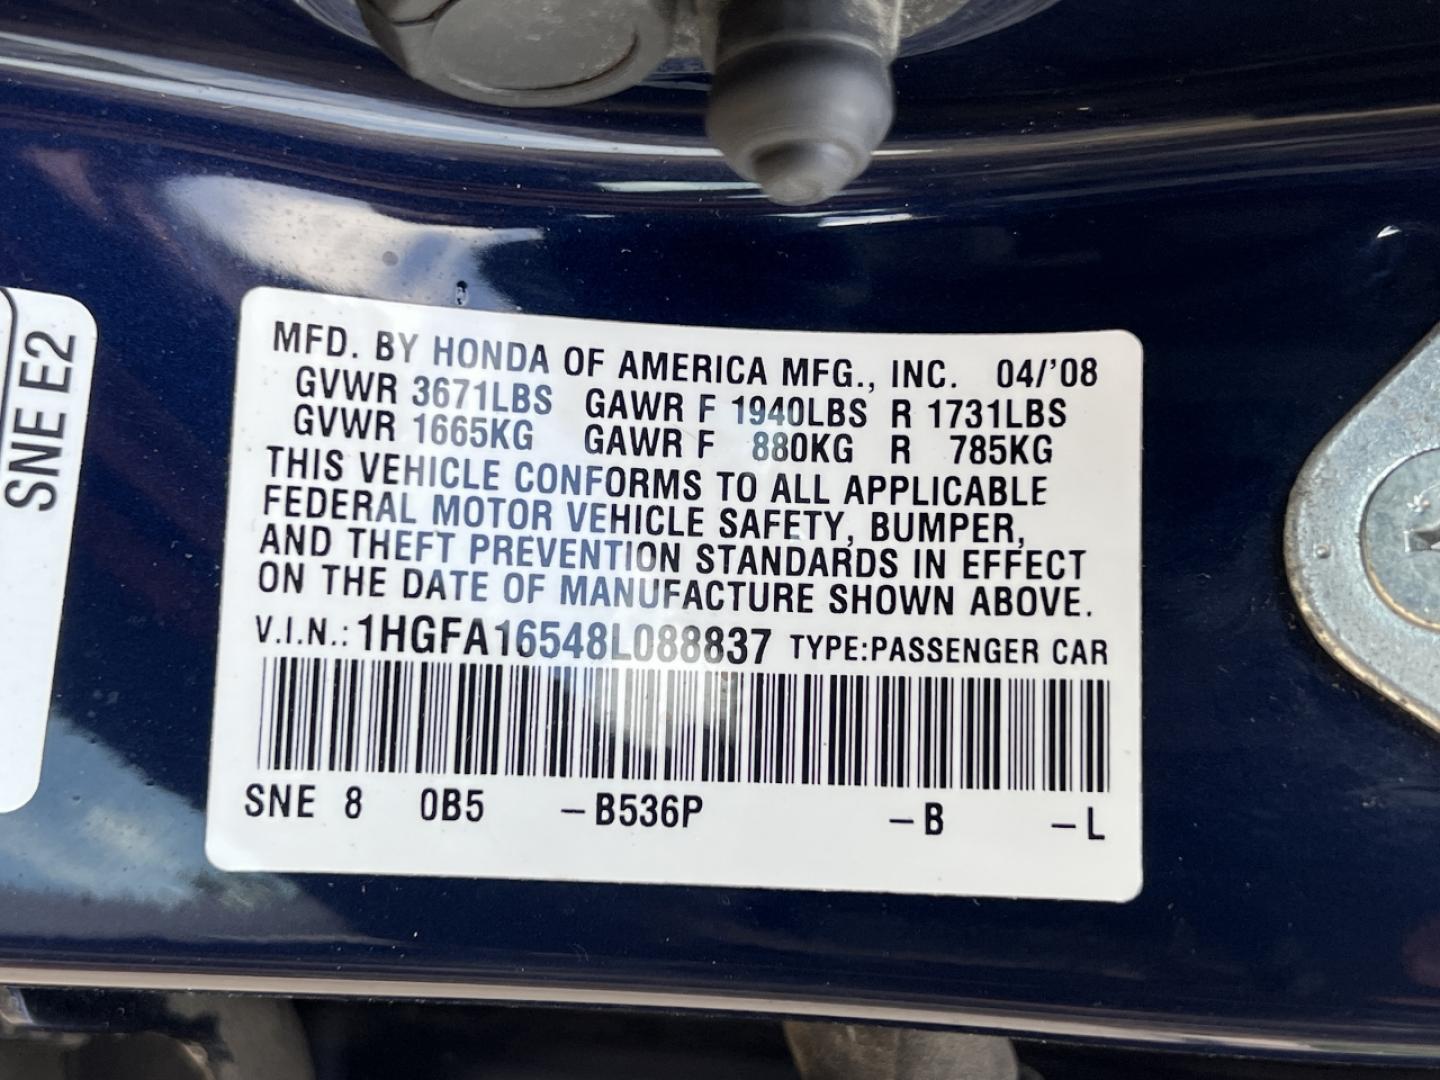 SNE E2
MFD. BY HONDA OF AMERICA MFG., INC. 04/'08
GVWR 3671LBS GAWR F 1940LBS R 1731LBS
GVWR 1665KG GAWR F 880KG R 785KG
THIS VEHICLE CONFORMS TO ALL APPLICABLE
FEDERAL MOTOR VEHICLE SAFETY, BUMPER,
AND THEFT PREVENTION STANDARDS IN EFFECT
ON THE DATE OF MANUFACTURE SHOWN ABOVE.
V.I.N.: 1HGFA16548L088837 TYPE:PASSENGER CAR
SNE 8 0B5 –B536P –B –L